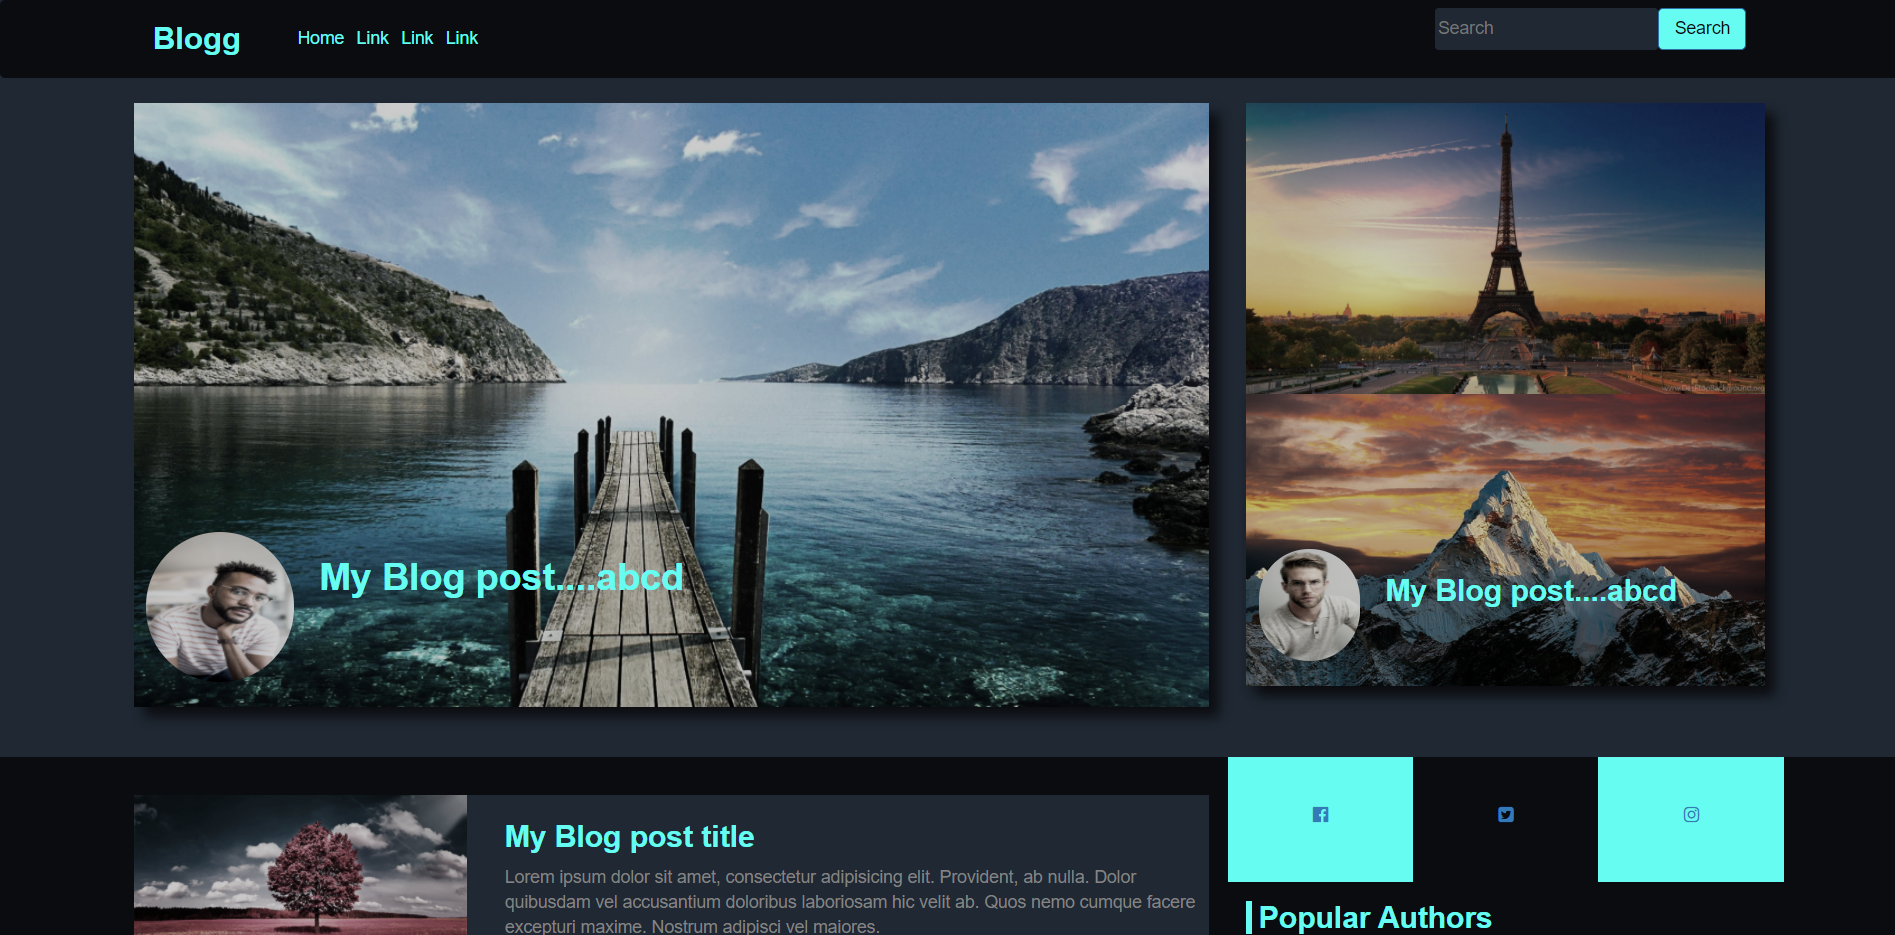 Blogg
Home Link Link Link
Search
Search
My Blog post....abcd
My Blog post....abcd
My Blog post title
Lorem ipsum dolor sit amet, consectetur adipisicing elit. Provident, ab nulla. Dolor
quibusdam vel accusantium doloribus laboriosam hic velit ab. Quos nemo cumque facere
excepturi maxime. Nostrum adipisci vel maiores.
Popular Authors